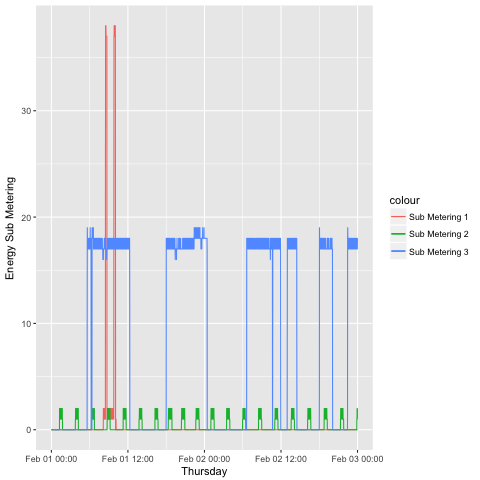 30
20
10
0
Energy Sub Metering
Feb 01 00:00 Feb 01 12:00 Feb 02 00:00 Feb 02 12:00 Feb 03 00:00
Thursday
colour
Sub Metering 1
Sub Metering 2
Sub Metering 3